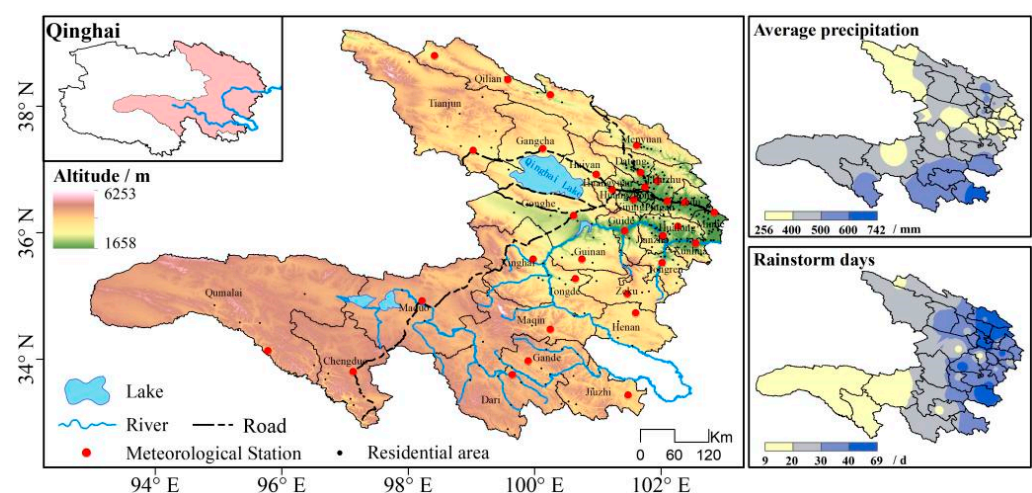 Qinghai
Altitude / m
6253
1658
38° N
36° N
34° N
94° E
96° E
98° E
100° E
102° E
Qilian
Tianjun
Gangcha
Menyuan
Haiyan
Datong
Qinghai Lake
Gonghe
Xining
Guide
Jianzha
Xinghai
Guinan
Tongren
Tongde
Zeku
Henan
Qumalai
Maduo
Maqin
Chengdu
Gande
Dari
Jiuzhi
Lake
River
Road
Meteorological Station
Residential area
Km
0 60 120
Average precipitation
256 400 500 600 742 / mm
Rainstorm days
9 20 30 40 69 / d